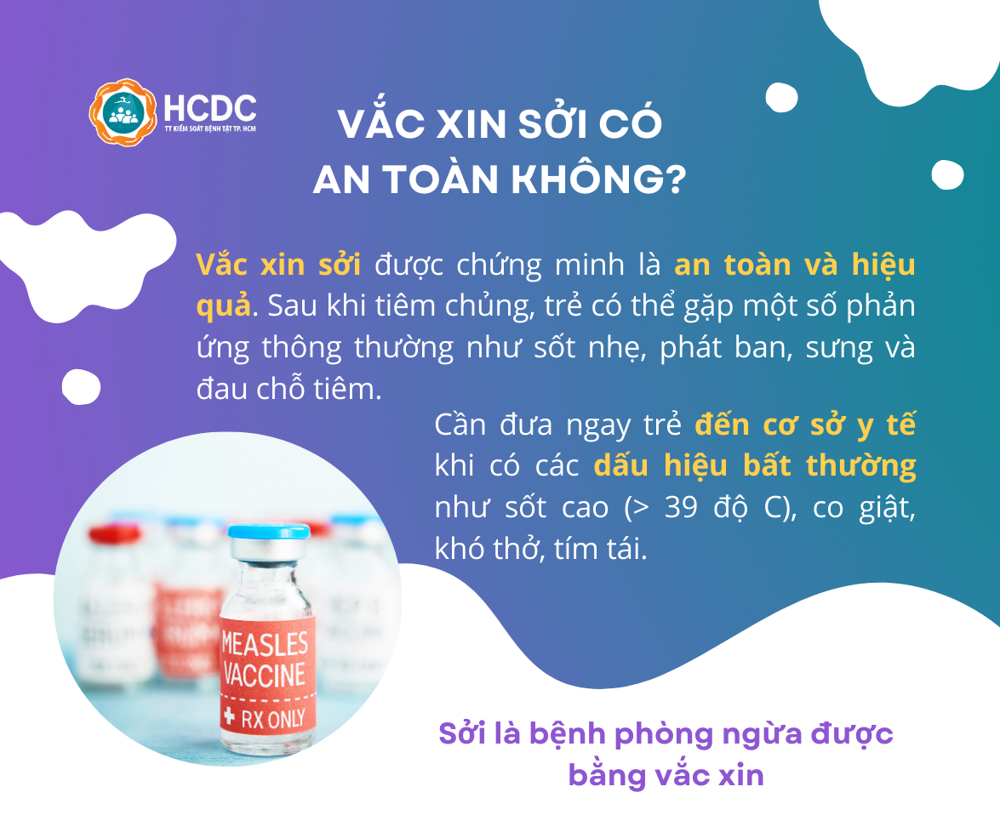 HCDC
TT KIỂM SOÁT BỆNH TẬT TP. HCM
VẮC XIN SỞI CÓ
AN TOÀN KHÔNG?
Vắc xin sởi được chứng minh là an toàn và hiệu
quả. Sau khi tiêm chủng, trẻ có thể gặp một số phản
ứng thông thường như sốt nhẹ, phát ban, sưng và
đau chỗ tiêm.
Cần đưa ngay trẻ đến cơ sở y tế
khi có các dấu hiệu bất thường
như sốt cao (> 39 độ C), co giật,
khó thở, tím tái.
MEASLES
VACCINE
RX ONLY
Sởi là bệnh phòng ngừa được
bằng vắc xin